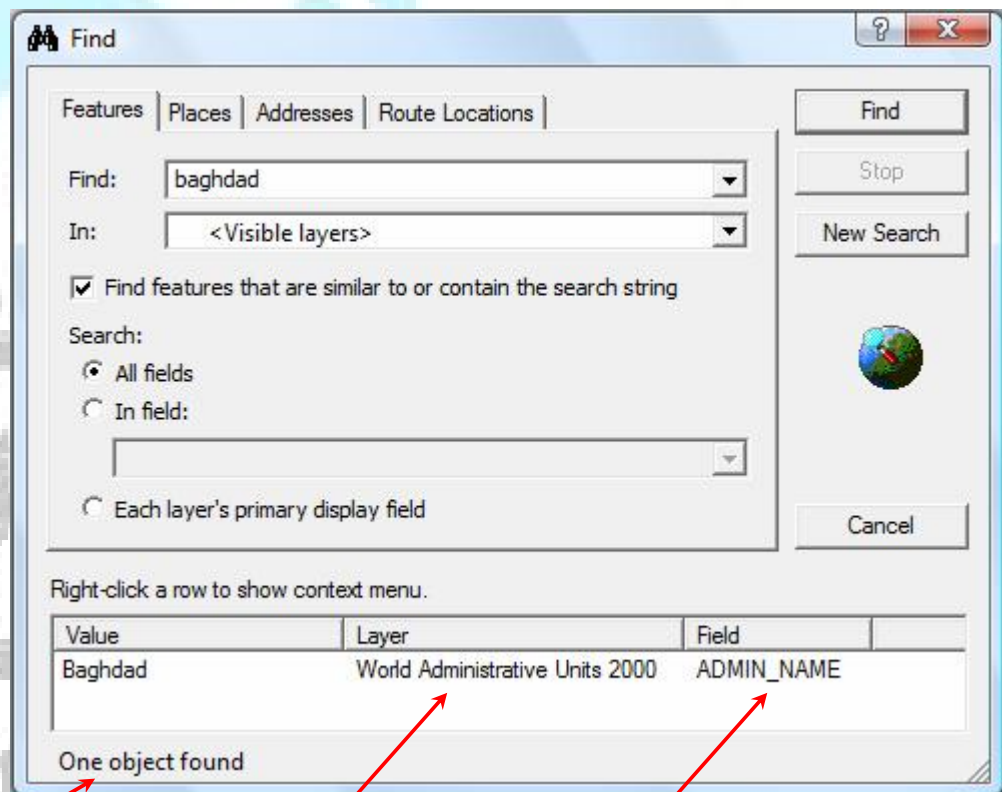 Find
Features Places Addresses Route Locations Find
Find: baghdad Stop
In: <Visible layers> New Search
Find features that are similar to or contain the search string
Search:
All fields
In field:
Each layer's primary display field
Cancel
Right-click a row to show context menu.
Value Layer Field
Baghdad World Administrative Units 2000 ADMIN_NAME
One object found